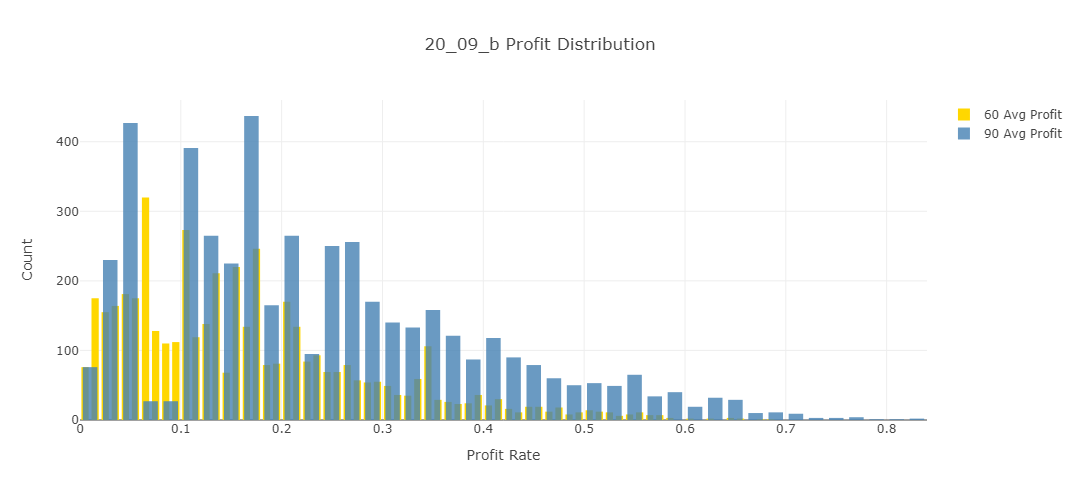 20_09_b Profit Distribution
60 Avg Profit
90 Avg Profit
Count
400
300
200
100
0
0 0.1 0.2 0.3 0.4 0.5 0.6 0.7 0.8
Profit Rate